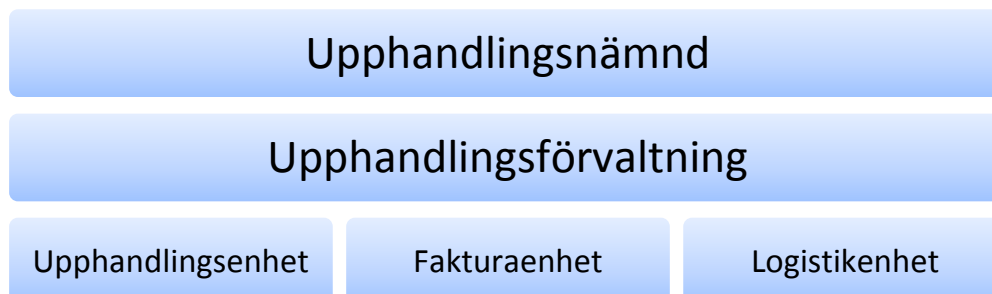 Upphandlingsnämnd
Upphandlingsförvaltning
Upphandlingsenhet
Fakturaenhet
Logistikenhet